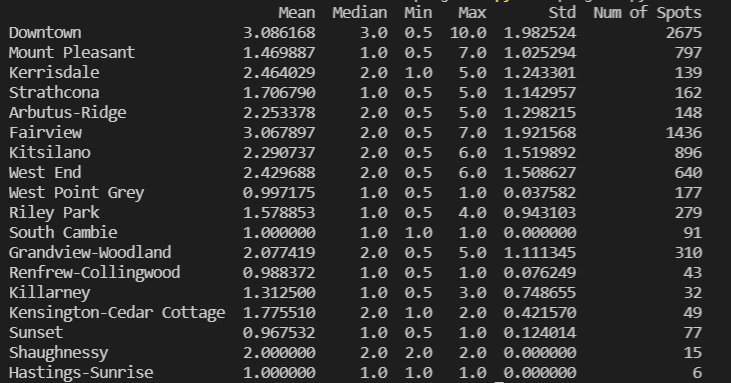 Mean Median Min Max Std Num of Spots
Downtown 3.086168 3.0 0.5 10.0 1.982524 2675
Mount Pleasant 1.469887 1.0 0.5 7.0 1.025294 797
Kerrisdale 2.464029 2.0 1.0 5.0 1.243301 139
Strathcona 1.706790 1.0 0.5 5.0 1.142957 162
Arbutus-Ridge 2.253378 2.0 0.5 5.0 1.298215 148
Fairview 3.067897 2.0 0.5 7.0 1.921568 1436
Kitsilano 2.290737 2.0 0.5 6.0 1.519892 896
West End 2.429688 2.0 0.5 6.0 1.508627 640
West Point Grey 0.997175 1.0 0.5 1.0 0.037582 177
Riley Park 1.578853 1.0 0.5 4.0 0.943103 279
South Cambie 1.000000 1.0 1.0 1.0 0.000000 91
Grandview-Woodland 2.077419 2.0 0.5 5.0 1.111345 310
Renfrew-Collingwood 0.988372 1.0 0.5 1.0 0.076249 43
Killarney 1.312500 1.0 0.5 3.0 0.748655 32
Kensington-Cedar Cottage 1.775510 2.0 1.0 2.0 0.421570 49
Sunset 0.967532 1.0 0.5 1.0 0.124014 77
Shaughnessy 2.000000 2.0 2.0 2.0 0.000000 15
Hastings-Sunrise 1.000000 1.0 1.0 1.0 0.000000 6